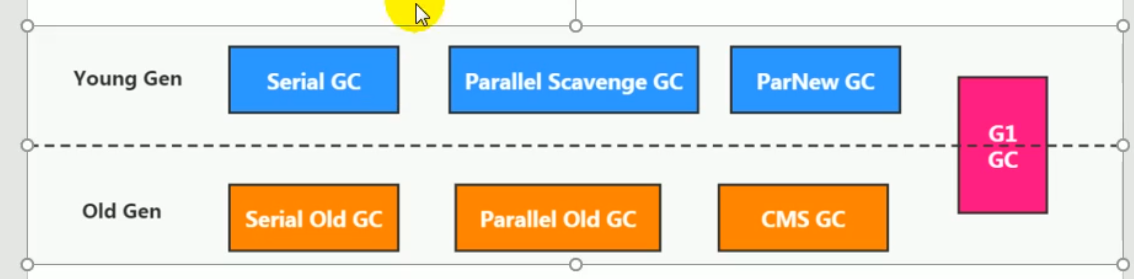 Young Gen
Serial GC
Parallel Scavenge GC
ParNew GC
G1
GC
Old Gen
Serial Old GC
Parallel Old GC
CMS GC